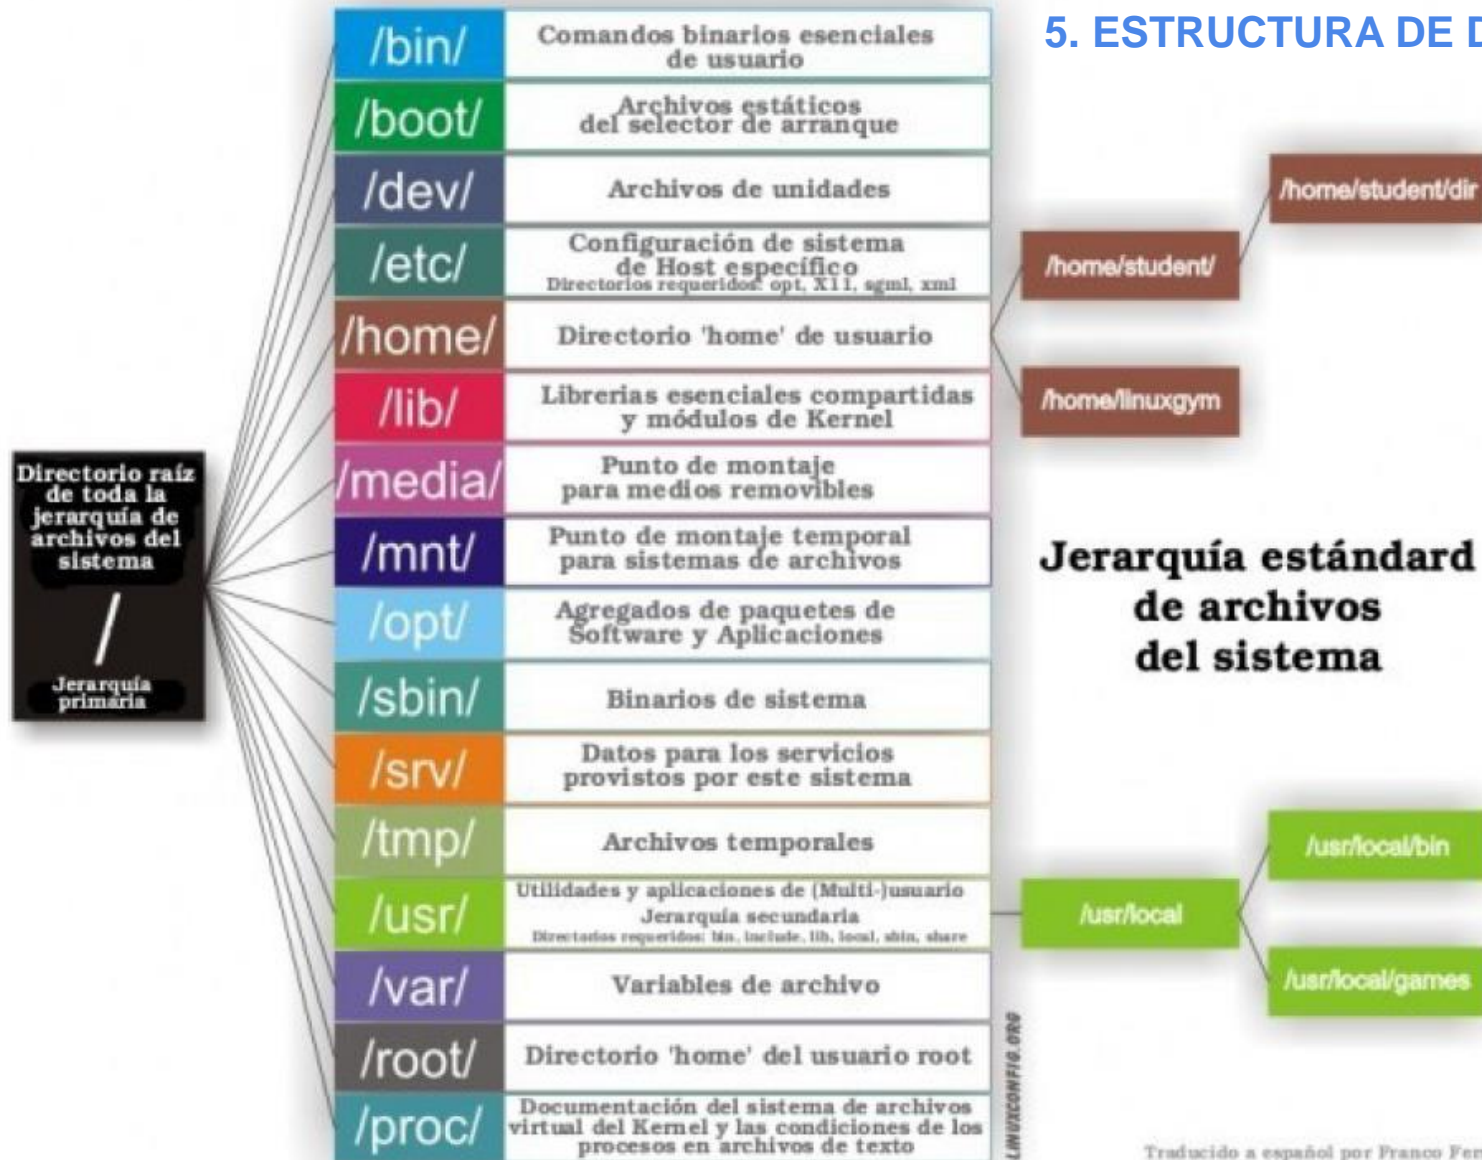 5. ESTRUCTURA DE
Directorio raíz
de toda la
jerarquía de
archivos del
sistema
/
Jerarquía
primaria
/bin/
Comandos binarios esenciales
de usuario
/boot/
Archivos estáticos
del selector de arranque
/dev/
Archivos de unidades
/etc/
Configuración de sistema
de Host específico
Directorios requeridos: opt, X11, sgml, xml
/home/
Directorio 'home' de usuario
/lib/
Librerias esenciales compartidas
y módulos de Kernel
/media/
Punto de montaje
para medios removibles
/mnt/
Punto de montaje temporal
para sistemas de archivos
/opt/
Agregados de paquetes de
Software y Aplicaciones
/sbin/
Binarios de sistema
/srv/
Datos para los servicios
provistos por este sistema
/tmp/
Archivos temporales
/usr/
Utilidades y aplicaciones de (Multi-)usuario
Jerarquía secundaria
Directorios requeridos: bin, include, lib, local, sbin, share
/var/
Variables de archivo
/root/
Directorio 'home' del usuario root
/proc/
Documentación del sistema de archivos
virtual del Kernel y las condiciones de los
procesos en archivos de texto
/home/student/
/home/student/dir
/home/linuxgym
Jerarquía estándard
de archivos
del sistema
/usr/local
/usr/local/bin
/usr/local/games
LINUXCONFIG.ORG
Traducido a español por Franco